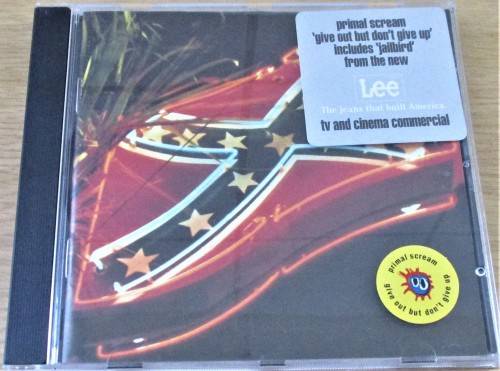 primal scream
'give out but don't give up'
includes 'jailbird'
from the new
Lee
The jeans that built America.
tv and cinema commercial
primal scream
give out but don't give up